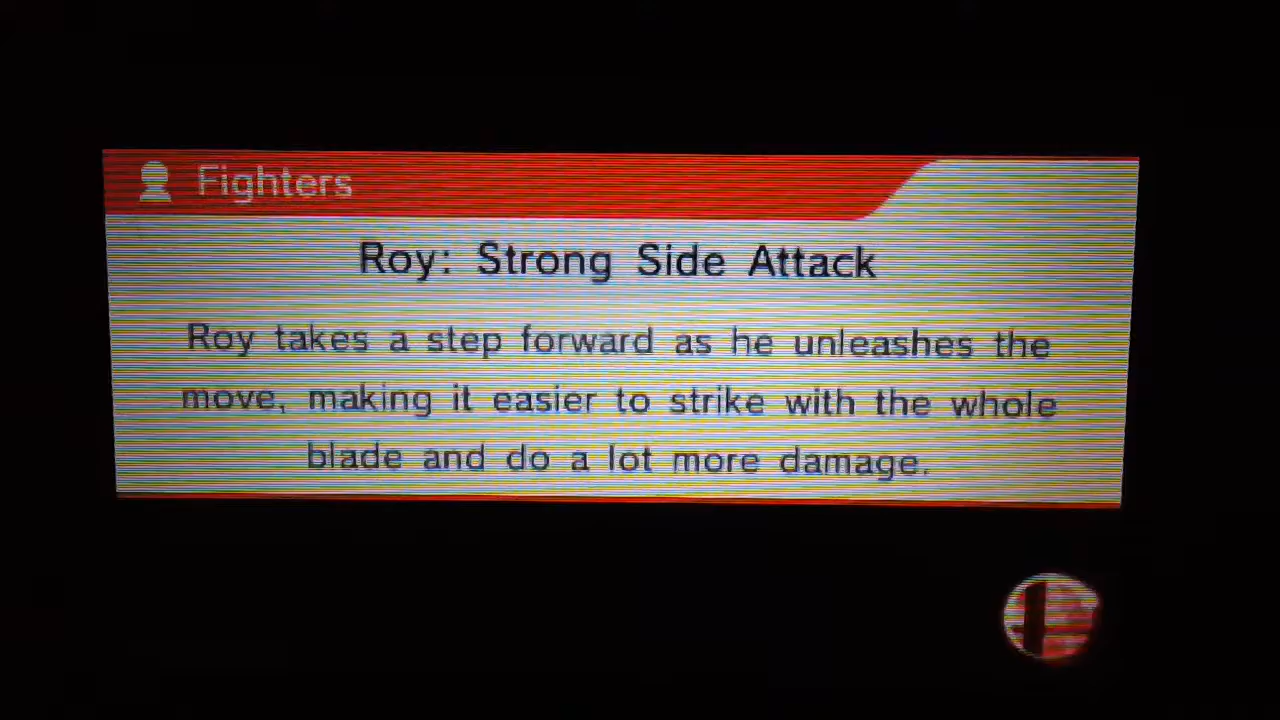 Fighters
Roy: Strong Side Attack
Roy takes a step forward as he unleashes the
move, making it easier to strike with the whole
blade and do a lot more damage.